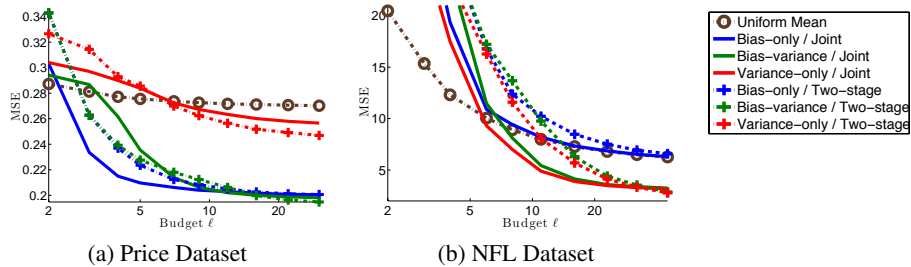 0.34
0.32
0.3
0.28
0.26
0.24
0.22
0.2
MSE
2
5
10
20
Budget ℓ
(a) Price Dataset
20
15
10
5
MSE
2
5
10
20
Budget ℓ
(b) NFL Dataset
Uniform Mean
Bias−only / Joint
Bias−variance / Joint
Variance−only / Joint
Bias−only / Two−stage
Bias−variance / Two−stage
Variance−only / Two−stage